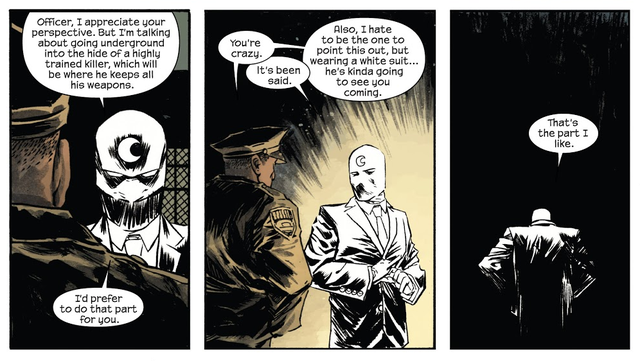 Officer, I appreciate your
perspective. But I'm talking
about going underground
into the hide of a highly
trained killer, which will
be where he keeps all
his weapons.
I'd prefer
to do that part
for you.
You're
crazy.
It's been
said.
Also, I hate
to be the one to
point this out, but
wearing a white suit...
he's kinda going
to see you
coming.
That's
the part I
like.